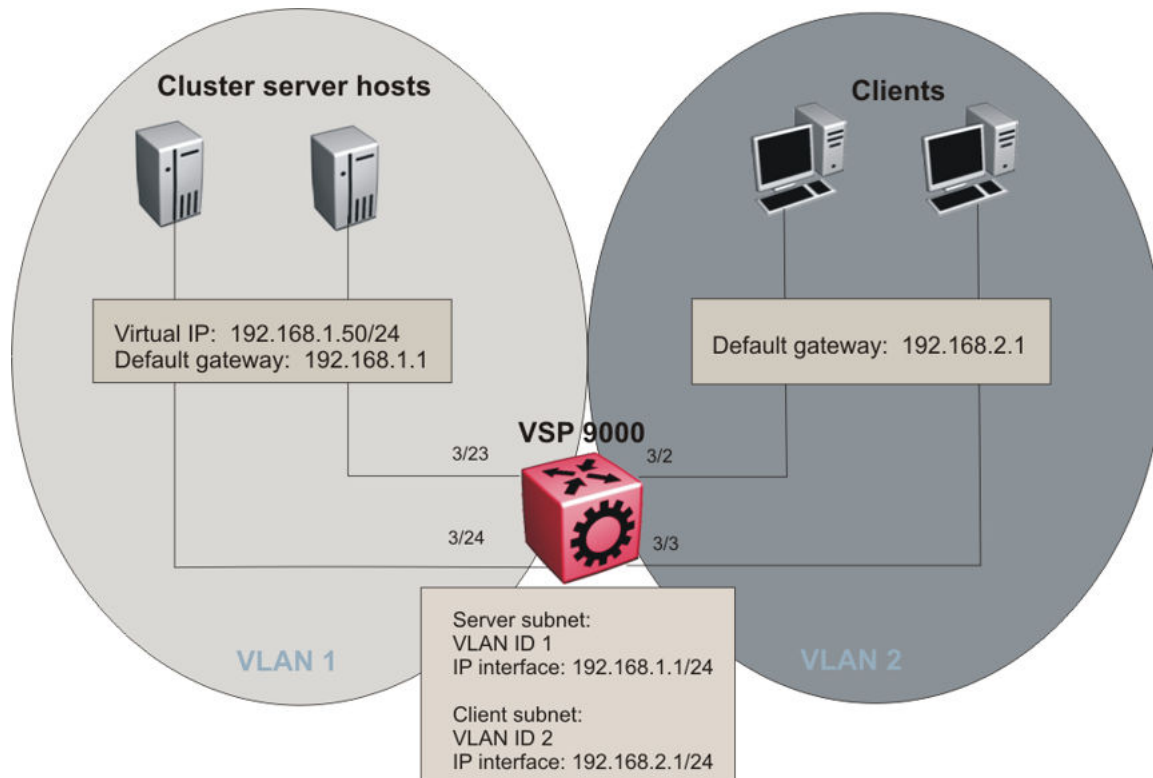 Cluster server hosts
Clients
Virtual IP: 192.168.1.50/24
Default gateway: 192.168.1.1
Default gateway: 192.168.2.1
VSP 9000
3/23
3/2
3/24
3/3
VLAN 1
VLAN 2
Server subnet:
VLAN ID 1
IP interface: 192.168.1.1/24
Client subnet:
VLAN ID 2
IP interface: 192.168.2.1/24